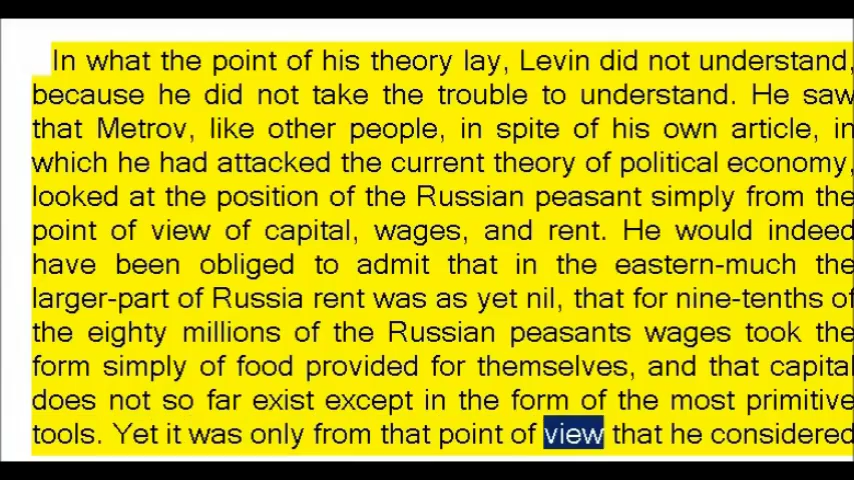 In what the point of his theory lay, Levin did not understand,
because he did not take the trouble to understand. He saw
that Metrov, like other people, in spite of his own article, in
which he had attacked the current theory of political economy,
looked at the position of the Russian peasant simply from the
point of view of capital, wages, and rent. He would indeed
have been obliged to admit that in the eastern-much the
larger-part of Russia rent was as yet nil, that for nine-tenths of
the eighty millions of the Russian peasants wages took the
form simply of food provided for themselves, and that capital
does not so far exist except in the form of the most primitive
tools. Yet it was only from that point of view that he considered